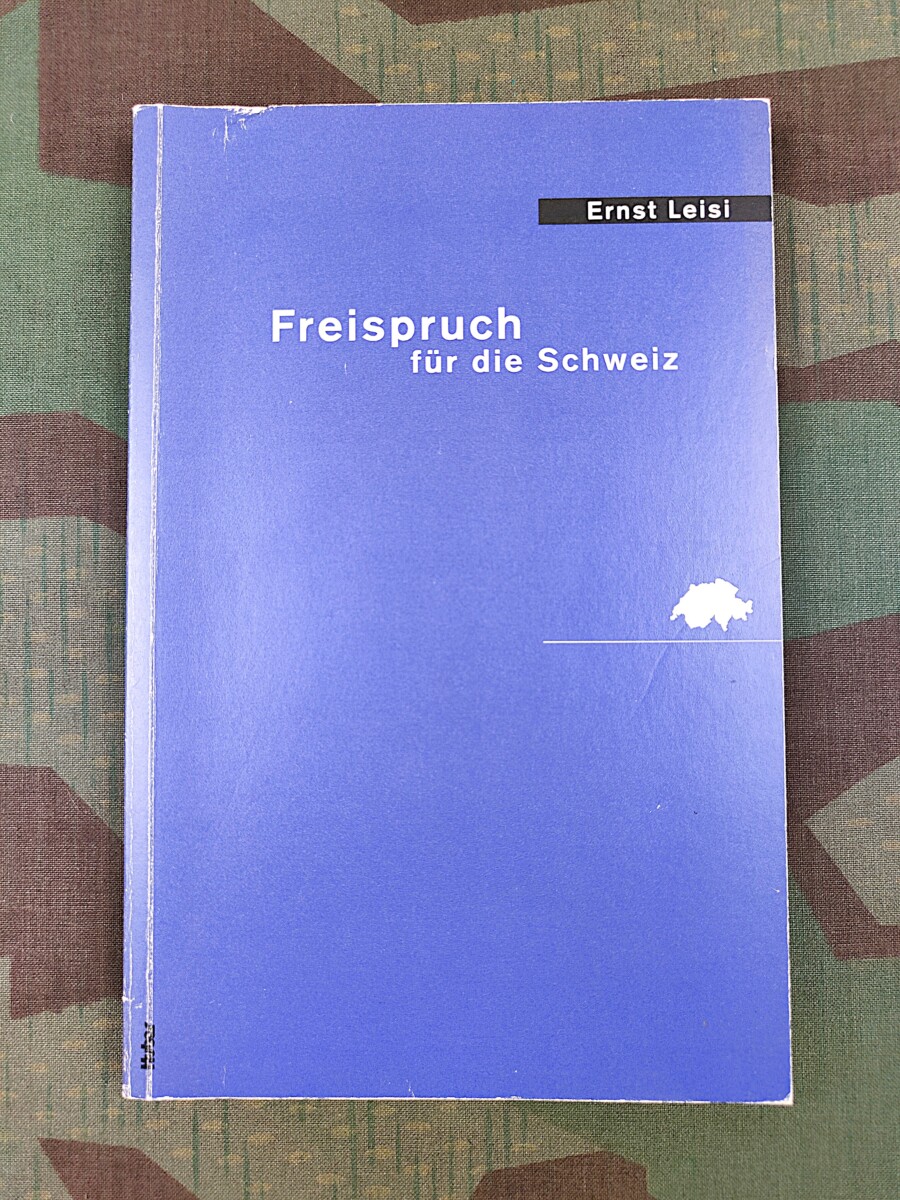 Ernst Leisi
Freispruch
für die Schweiz